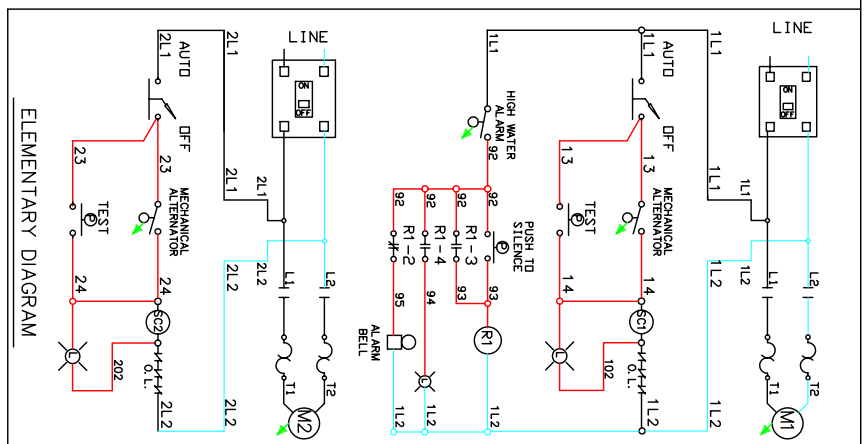 LINE
ON
OFF
2L1
2L1
2L1
2L1
AUTO
OFF
23
23
MECHANICAL
ALTERNATOR
TEST
P
24
24
SC2
L
202
O.L.
2L2
2L2
2L2
2L2
L1
L2
T1
T2
M2
ELEMENTARY DIAGRAM
1L1
HIGH WATER
ALARM
92
92
92
92
92
92
R1-2
R1-4
R1-3
PUSH TO
SILENCE
P
95
94
93
93
ALARM
BELL
L
R1
1L2
1L2
1L2
LINE
ON
OFF
1L1
1L1
1L1
1L1
AUTO
OFF
13
13
MECHANICAL
ALTERNATOR
TEST
P
14
14
SC1
L
102
O.L.
1L2
1L2
1L2
1L2
L1
L2
T1
T2
M1